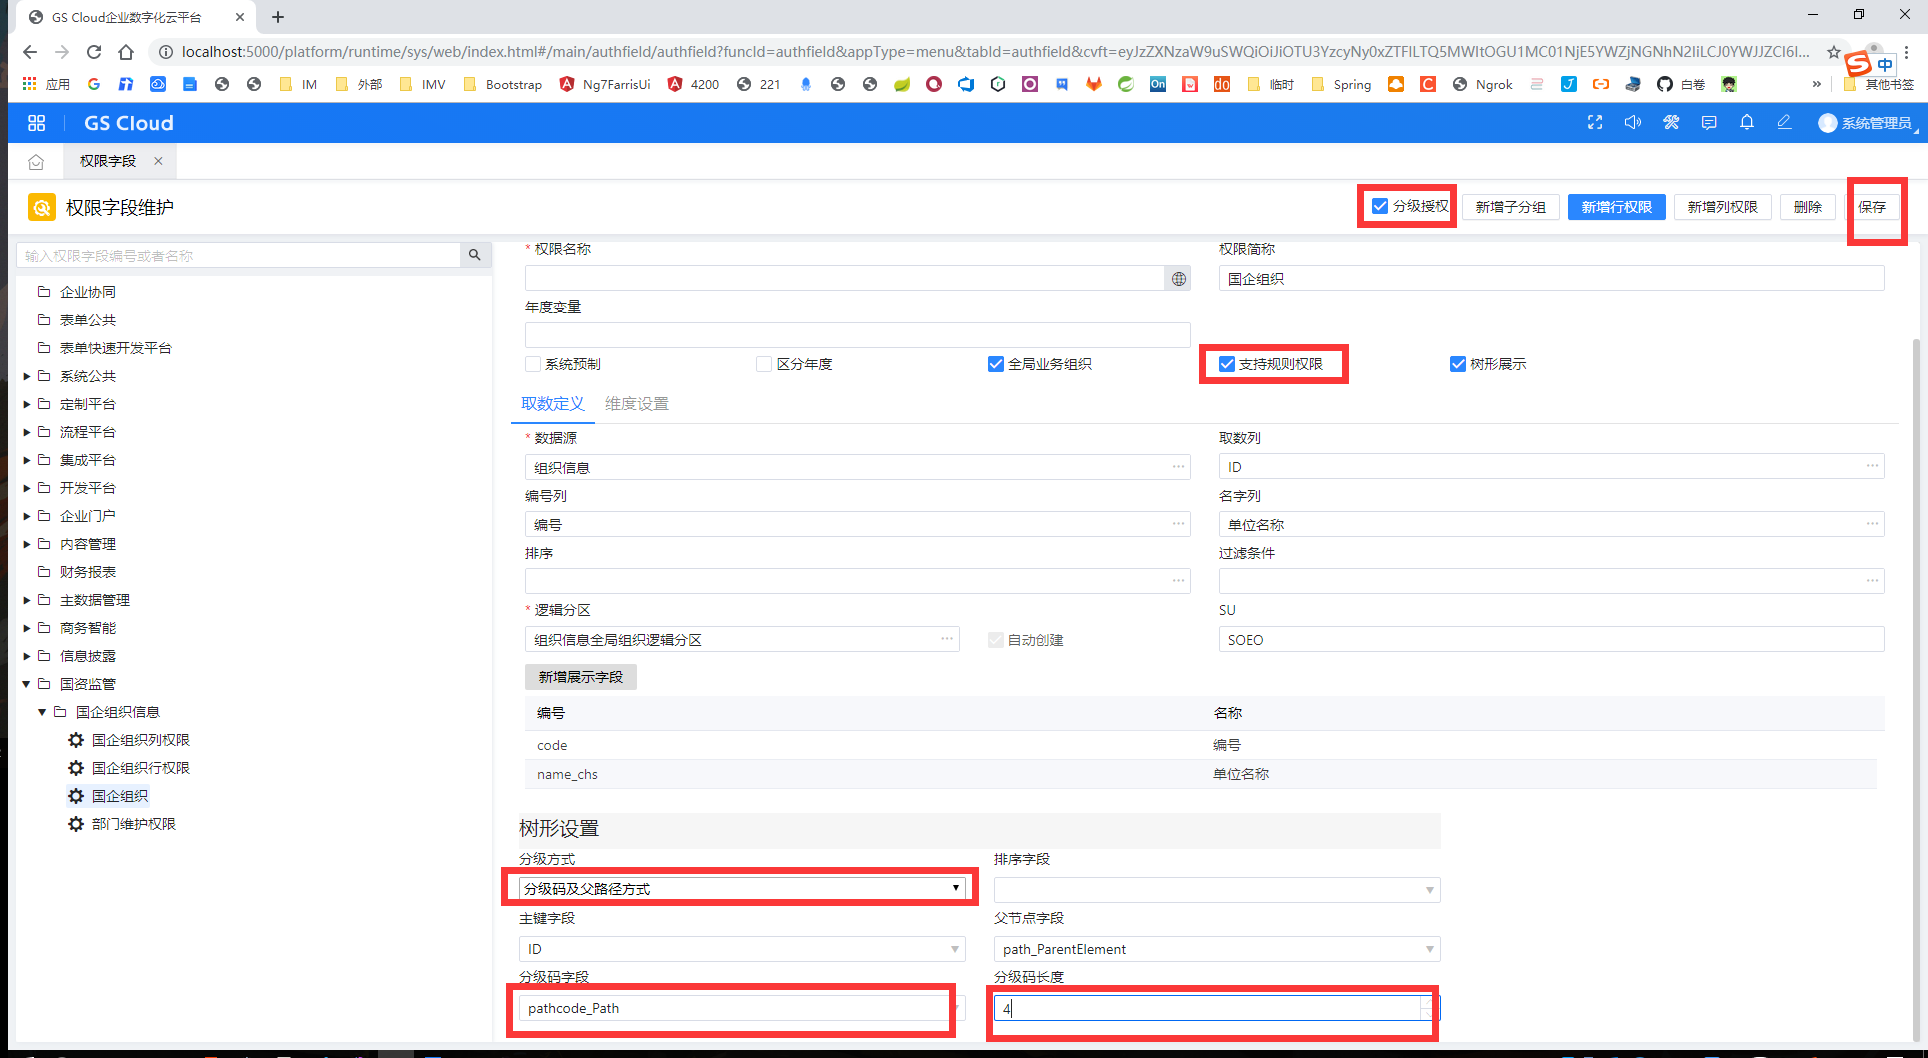 GS Cloud企业数字化云平台
localhost:5000/platform/runtime/sys/web/index.html#/main/authfield/authfield?funcId=authfield&appType=menu&tabId=authfield&cvft=
应用 IM 外部 IMV Bootstrap Ng7FarrisUi 4200 221 On do 临时 Spring Ngrok 白卷 » 其他书签
中
GS Cloud 系统管理员
权限字段
权限字段维护 分级授权 新增子分组 新增行权限 新增列权限 删除 保存
输入权限字段编号或者名称
企业协同
表单公共
表单快速开发平台
系统公共
定制平台
流程平台
集成平台
开发平台
企业门户
内容管理
财务报表
主数据管理
商务智能
信息披露
国资监管
国企组织信息
国企组织列权限
国企组织行权限
国企组织
部门维护权限
* 权限名称 权限简称
国企组织
年度变量
系统预制 区分年度 全局业务组织 支持规则权限 树形展示
取数定义 维度设置
* 数据源 取数列
组织信息 ... ID ...
编号列 名字列
编号 ... 单位名称 ...
排序 过滤条件
... ...
* 逻辑分区 SU
组织信息全局组织逻辑分区 ... 自动创建 SOEO
新增展示字段
编号 名称
code 编号
name_chs 单位名称
树形设置
分级方式 排序字段
分级码及父路径方式
主键字段 父节点字段
ID path_ParentElement
分级码字段 分级码长度
pathcode_Path 4